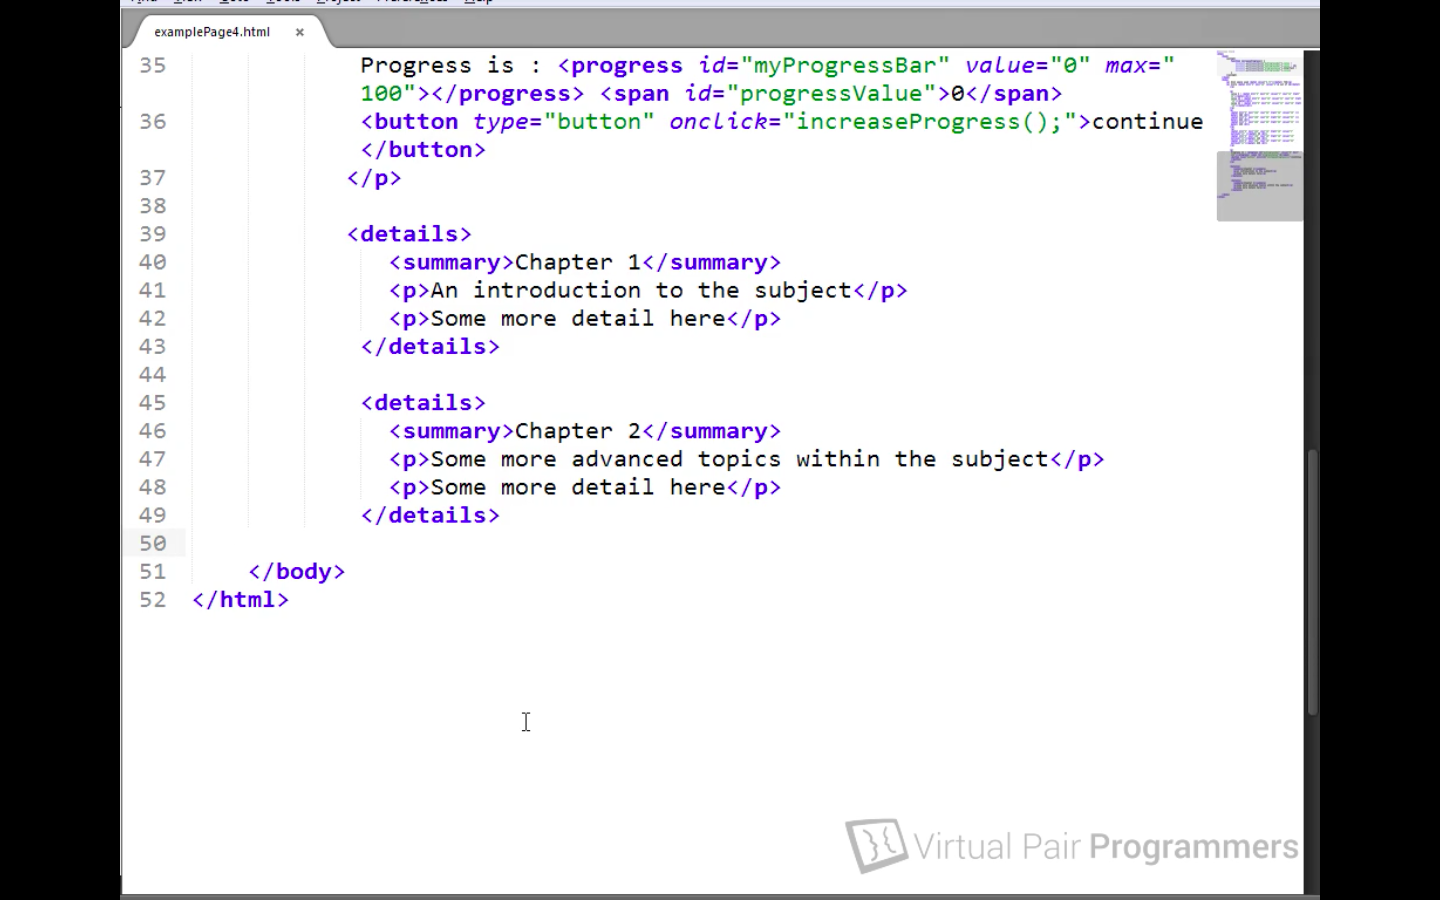 examplePage4.html ×
35 Progress is : <progress id="myProgressBar" value="0" max="
100"></progress> <span id="progressValue">0</span>
36 <button type="button" onclick="increaseProgress();">continue
</button>
37 </p>
38
39 <details>
40 <summary>Chapter 1</summary>
41 <p>An introduction to the subject</p>
42 <p>Some more detail here</p>
43 </details>
44
45 <details>
46 <summary>Chapter 2</summary>
47 <p>Some more advanced topics within the subject</p>
48 <p>Some more detail here</p>
49 </details>
50
51 </body>
52 </html>
Virtual Pair Programmers